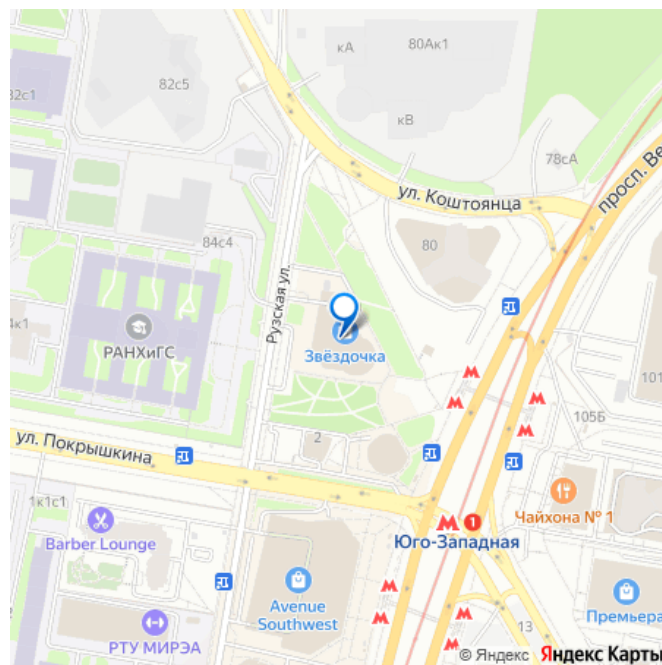 кА
80Ак1
82с5
82с1
кВ
78сА
просп. Ве
ул. Коштоянца
84с4
80
Рузская ул.
4к1
РАНХиГС
Звёздочка
101
105Б
ул. Покрышкина
2
1к1с1
Чайхона № 1
Barber Lounge
1
Юго-Западная
Avenue
Southwest
Премьера
РТУ МИРЭА
13
© Яндекс Яндекс Карты